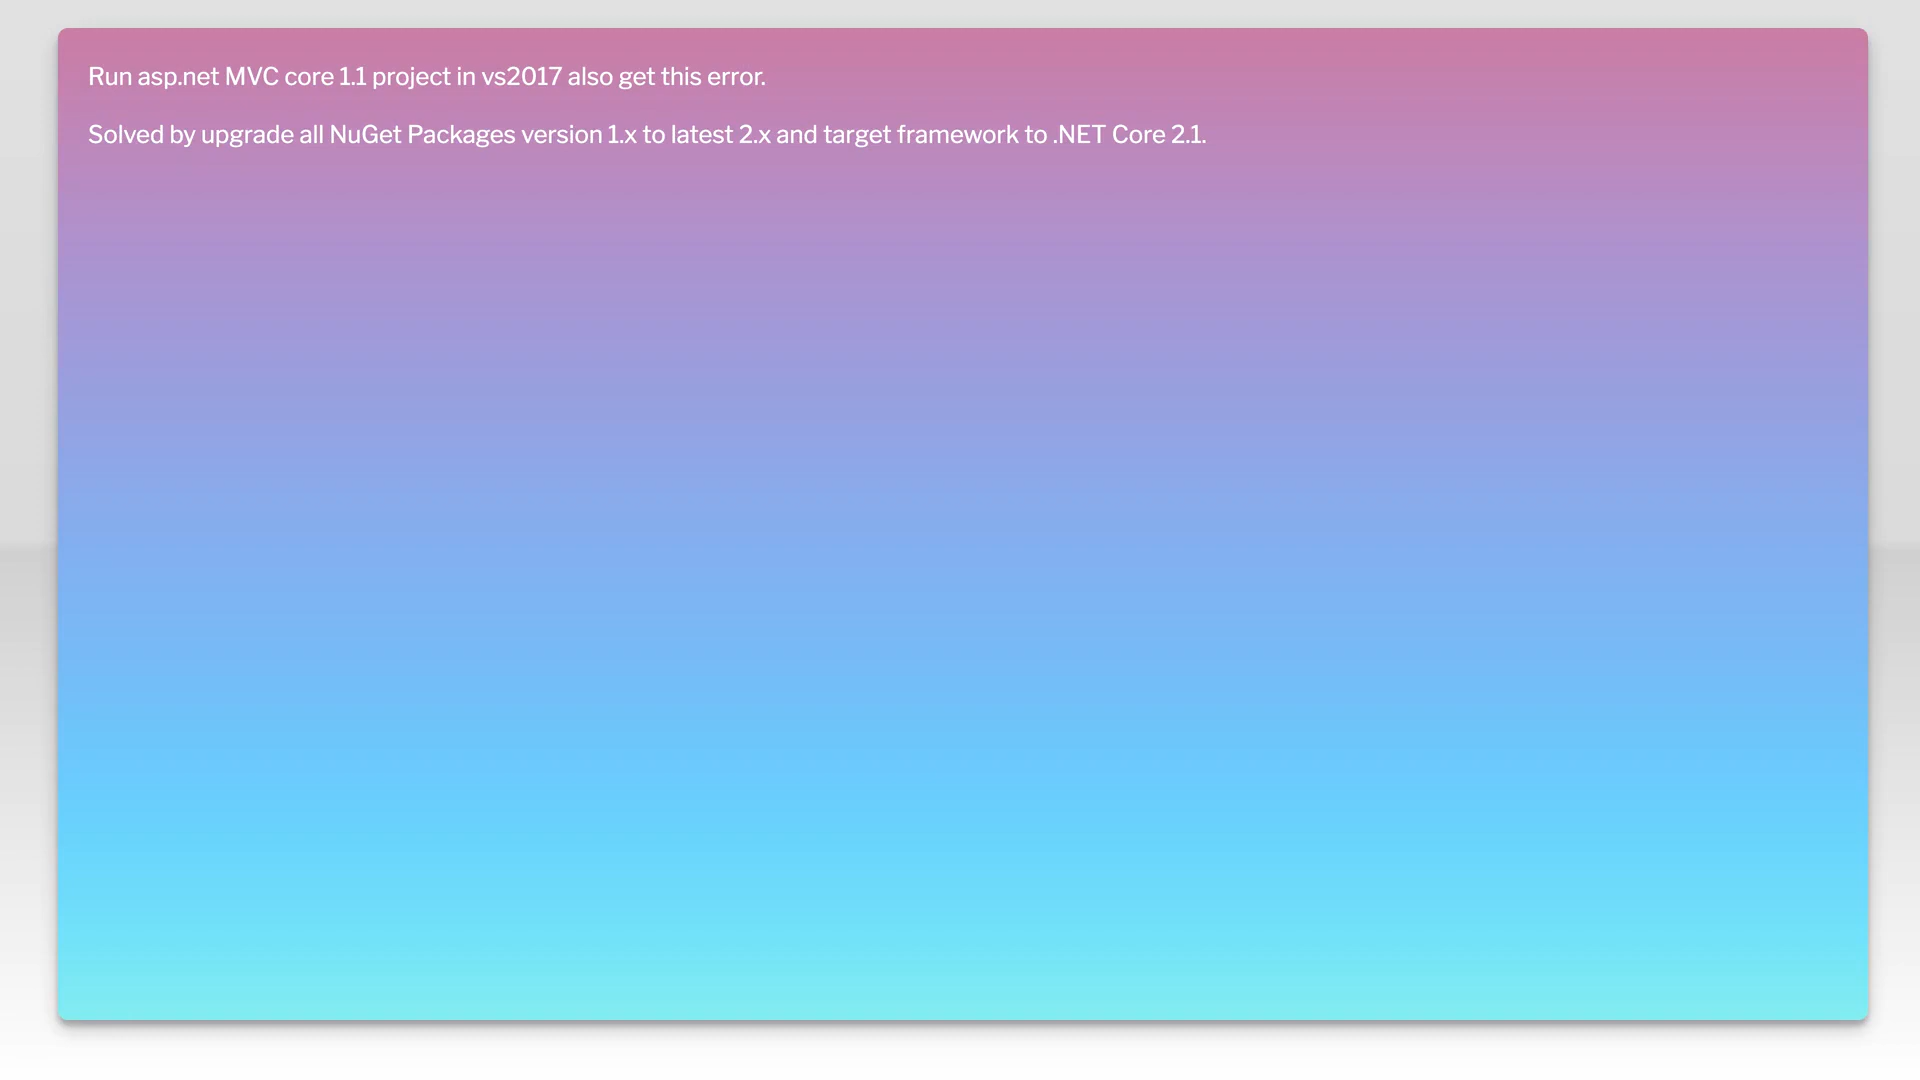 Run asp.net MVC core 1.1 project in vs2017 also get this error.
Solved by upgrade all NuGet Packages version 1.x to latest 2.x and target framework to .NET Core 2.1.